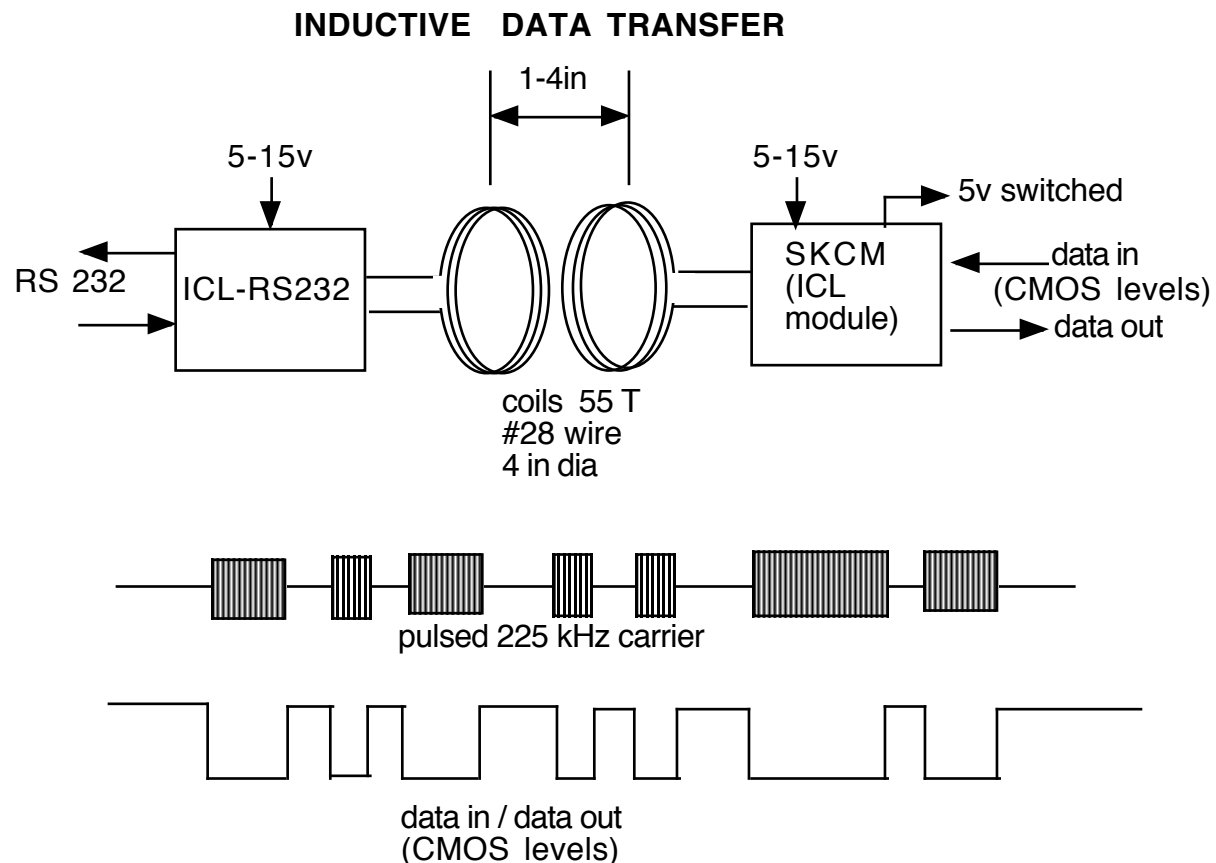 INDUCTIVE DATA TRANSFER
1-4in
5-15v
5-15v
5v switched
RS 232
ICL-RS232
SKCM
(ICL
module)
data in
(CMOS levels)
data out
coils 55 T
#28 wire
4 in dia
pulsed 225 kHz carrier
data in / data out
(CMOS levels)